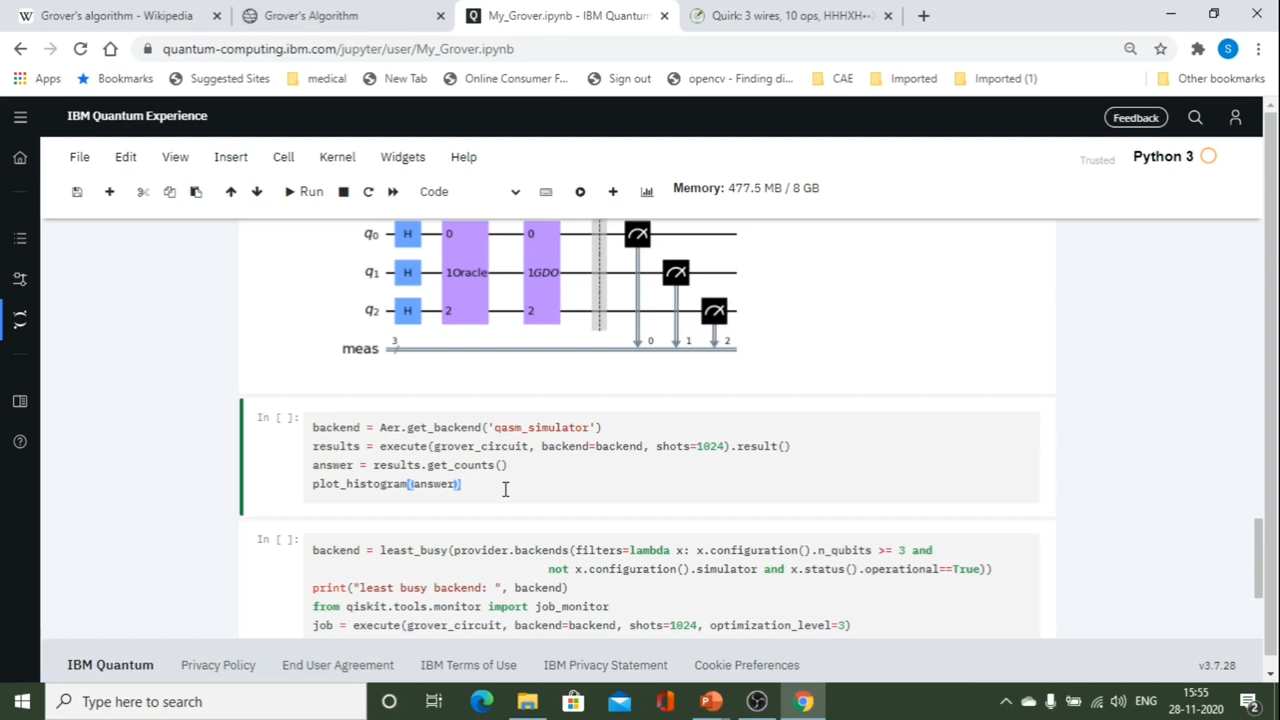 Grover's algorithm - Wikipedia
Grover's Algorithm
My_Grover.ipynb - IBM Quantum
Quirk: 3 wires, 10 ops, HHHXH
quantum-computing.ibm.com/jupyter/user/My_Grover.ipynb
S
Apps Bookmarks Suggested Sites medical New Tab Online Consumer F... Sign out opencv - Finding di... CAE Imported Imported (1) Other bookmarks
IBM Quantum Experience Feedback
File Edit View Insert Cell Kernel Widgets Help Trusted Python 3
Run Code Memory: 477.5 MB / 8 GB
q0 H 0 0
q1 H 1Oracle 1GDO
q2 H 2 2
meas 3 0 1 2
In [ ]:
backend = Aer.get_backend('qasm_simulator')
results = execute(grover_circuit, backend=backend, shots=1024).result()
answer = results.get_counts()
plot_histogram(answer)
In [ ]:
backend = least_busy(provider.backends(filters=lambda x: x.configuration().n_qubits >= 3 and
not x.configuration().simulator and x.status().operational==True))
print("least busy backend: ", backend)
from qiskit.tools.monitor import job_monitor
job = execute(grover_circuit, backend=backend, shots=1024, optimization_level=3)
IBM Quantum Privacy Policy End User Agreement IBM Terms of Use IBM Privacy Statement Cookie Preferences v3.7.28
Type here to search
ENG
15:55
28-11-2020
2